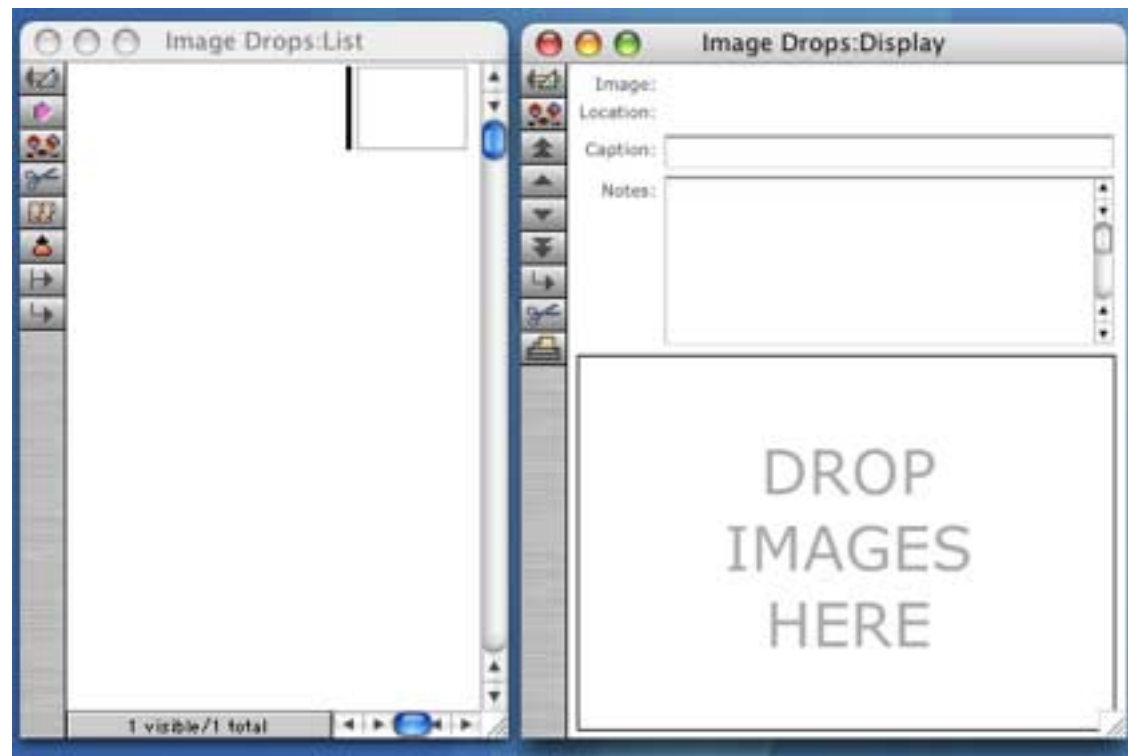 Image Drops:List
1 visible/1 total
Image Drops:Display
Image:
Location:
Caption:
Notes:
DROP
IMAGES
HERE